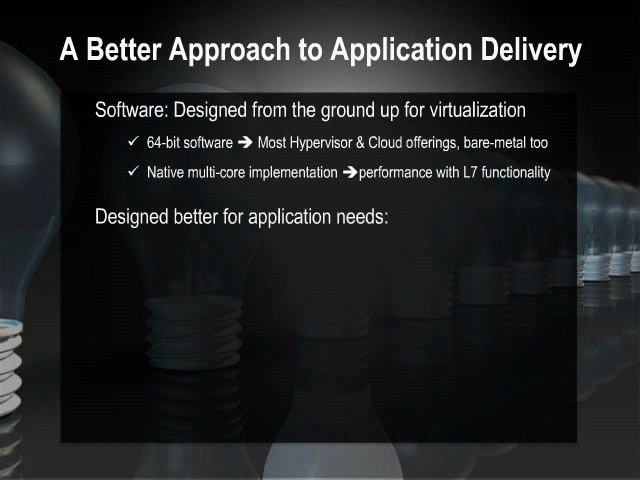 A Better Approach to Application Delivery
Software: Designed from the ground up for virtualization
✓ 64-bit software ➔ Most Hypervisor & Cloud offerings, bare-metal too
✓ Native multi-core implementation ➔performance with L7 functionality
Designed better for application needs: